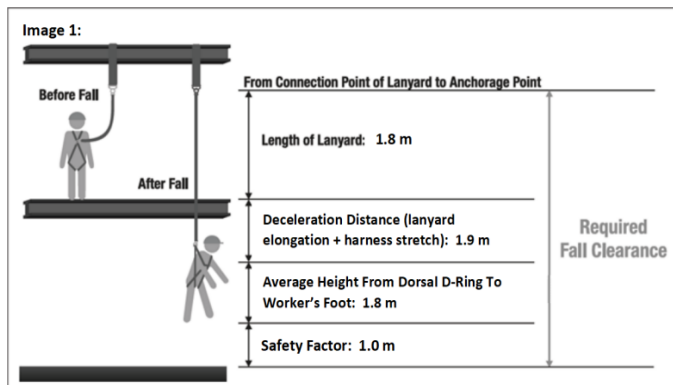 Image 1:
From Connection Point of Lanyard to Anchorage Point
Before Fall
Length of Lanyard: 1.8 m
After Fall
Deceleration Distance (lanyard
elongation + harness stretch): 1.9 m
Required
Fall Clearance
Average Height From Dorsal D-Ring To
Worker's Foot: 1.8 m
Safety Factor: 1.0 m